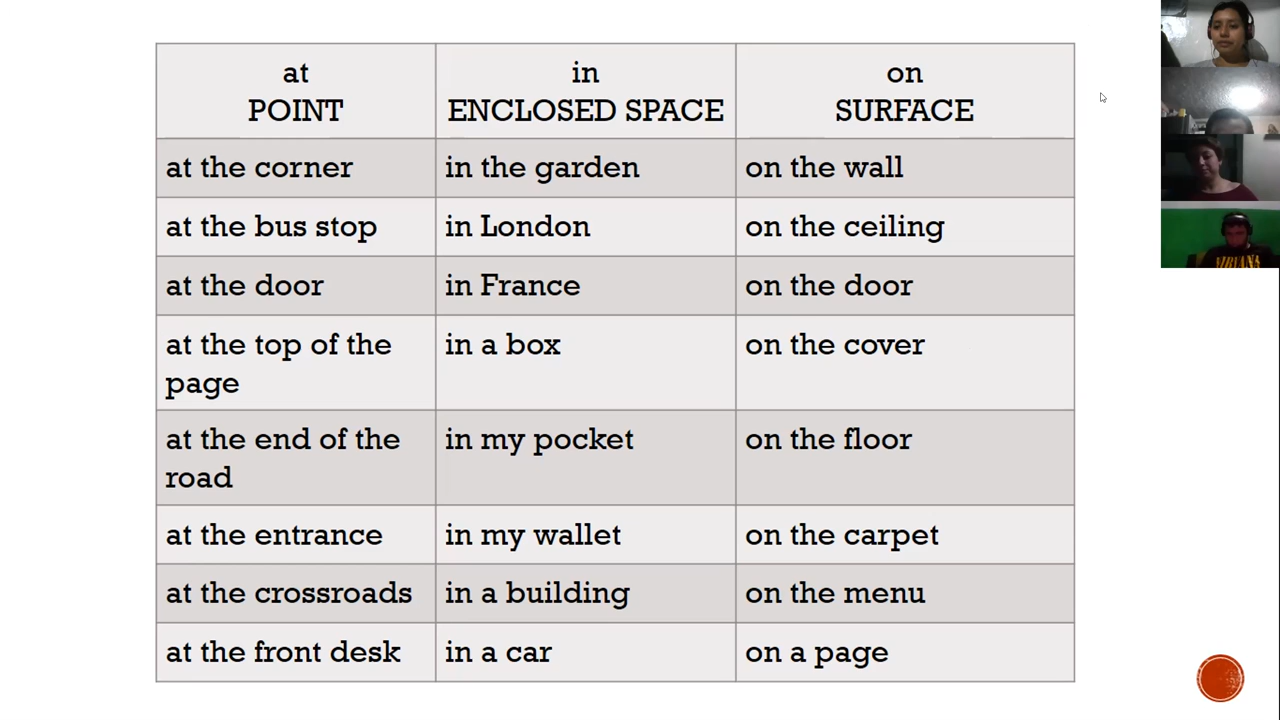 at
POINT
in
ENCLOSED SPACE
on
SURFACE
at the corner
in the garden
on the wall
at the bus stop
in London
on the ceiling
at the door
in France
on the door
at the top of the
page
in a box
on the cover
at the end of the
road
in my pocket
on the floor
at the entrance
in my wallet
on the carpet
at the crossroads
in a building
on the menu
at the front desk
in a car
on a page
NIRVANA